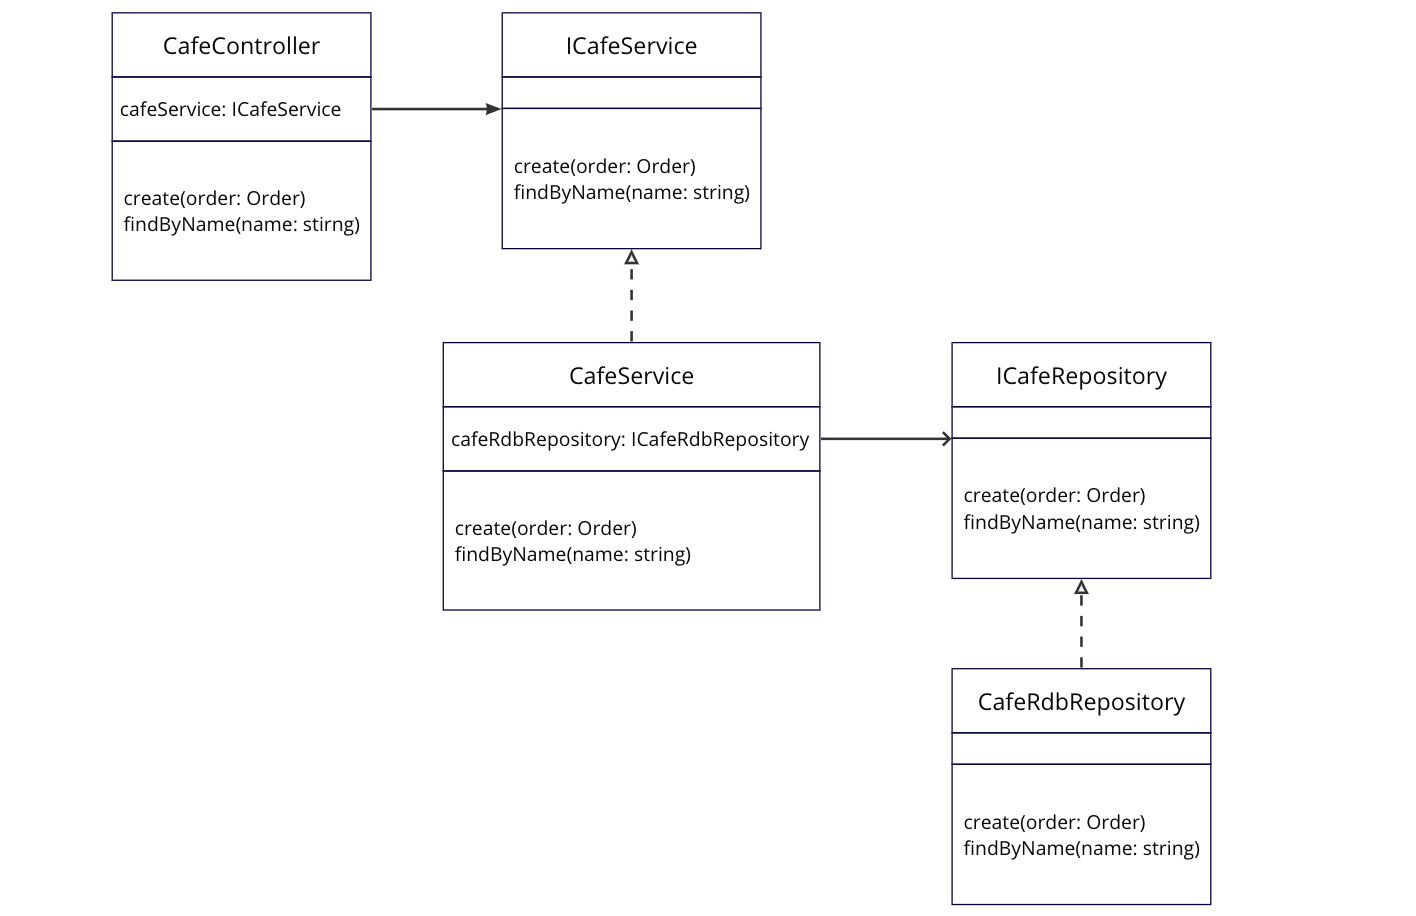 CafeController
cafeService: ICafeService
create(order: Order)
findByName(name: stirng)
ICafeService
create(order: Order)
findByName(name: string)
CafeService
cafeRdbRepository: ICafeRdbRepository
create(order: Order)
findByName(name: string)
ICafeRepository
create(order: Order)
findByName(name: string)
CafeRdbRepository
create(order: Order)
findByName(name: string)